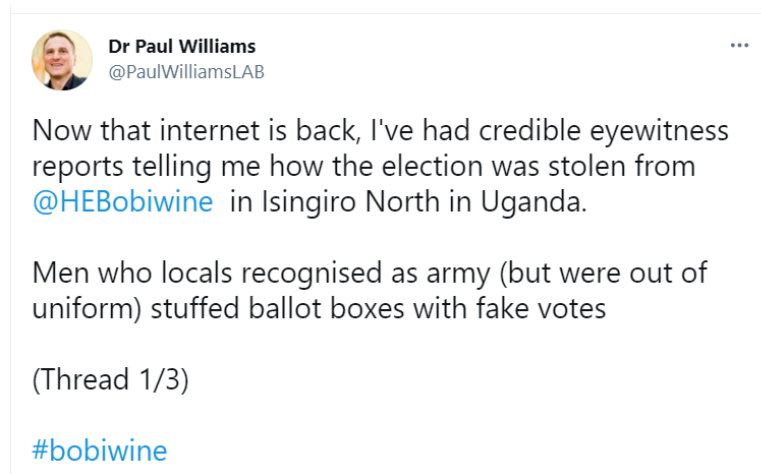 Dr Paul Williams
@PaulWilliamsLAB
Now that internet is back, I've had credible eyewitness
reports telling me how the election was stolen from
@HEBobiwine in Isingiro North in Uganda.
Men who locals recognised as army (but were out of
uniform) stuffed ballot boxes with fake votes
(Thread 1/3)
#bobiwine